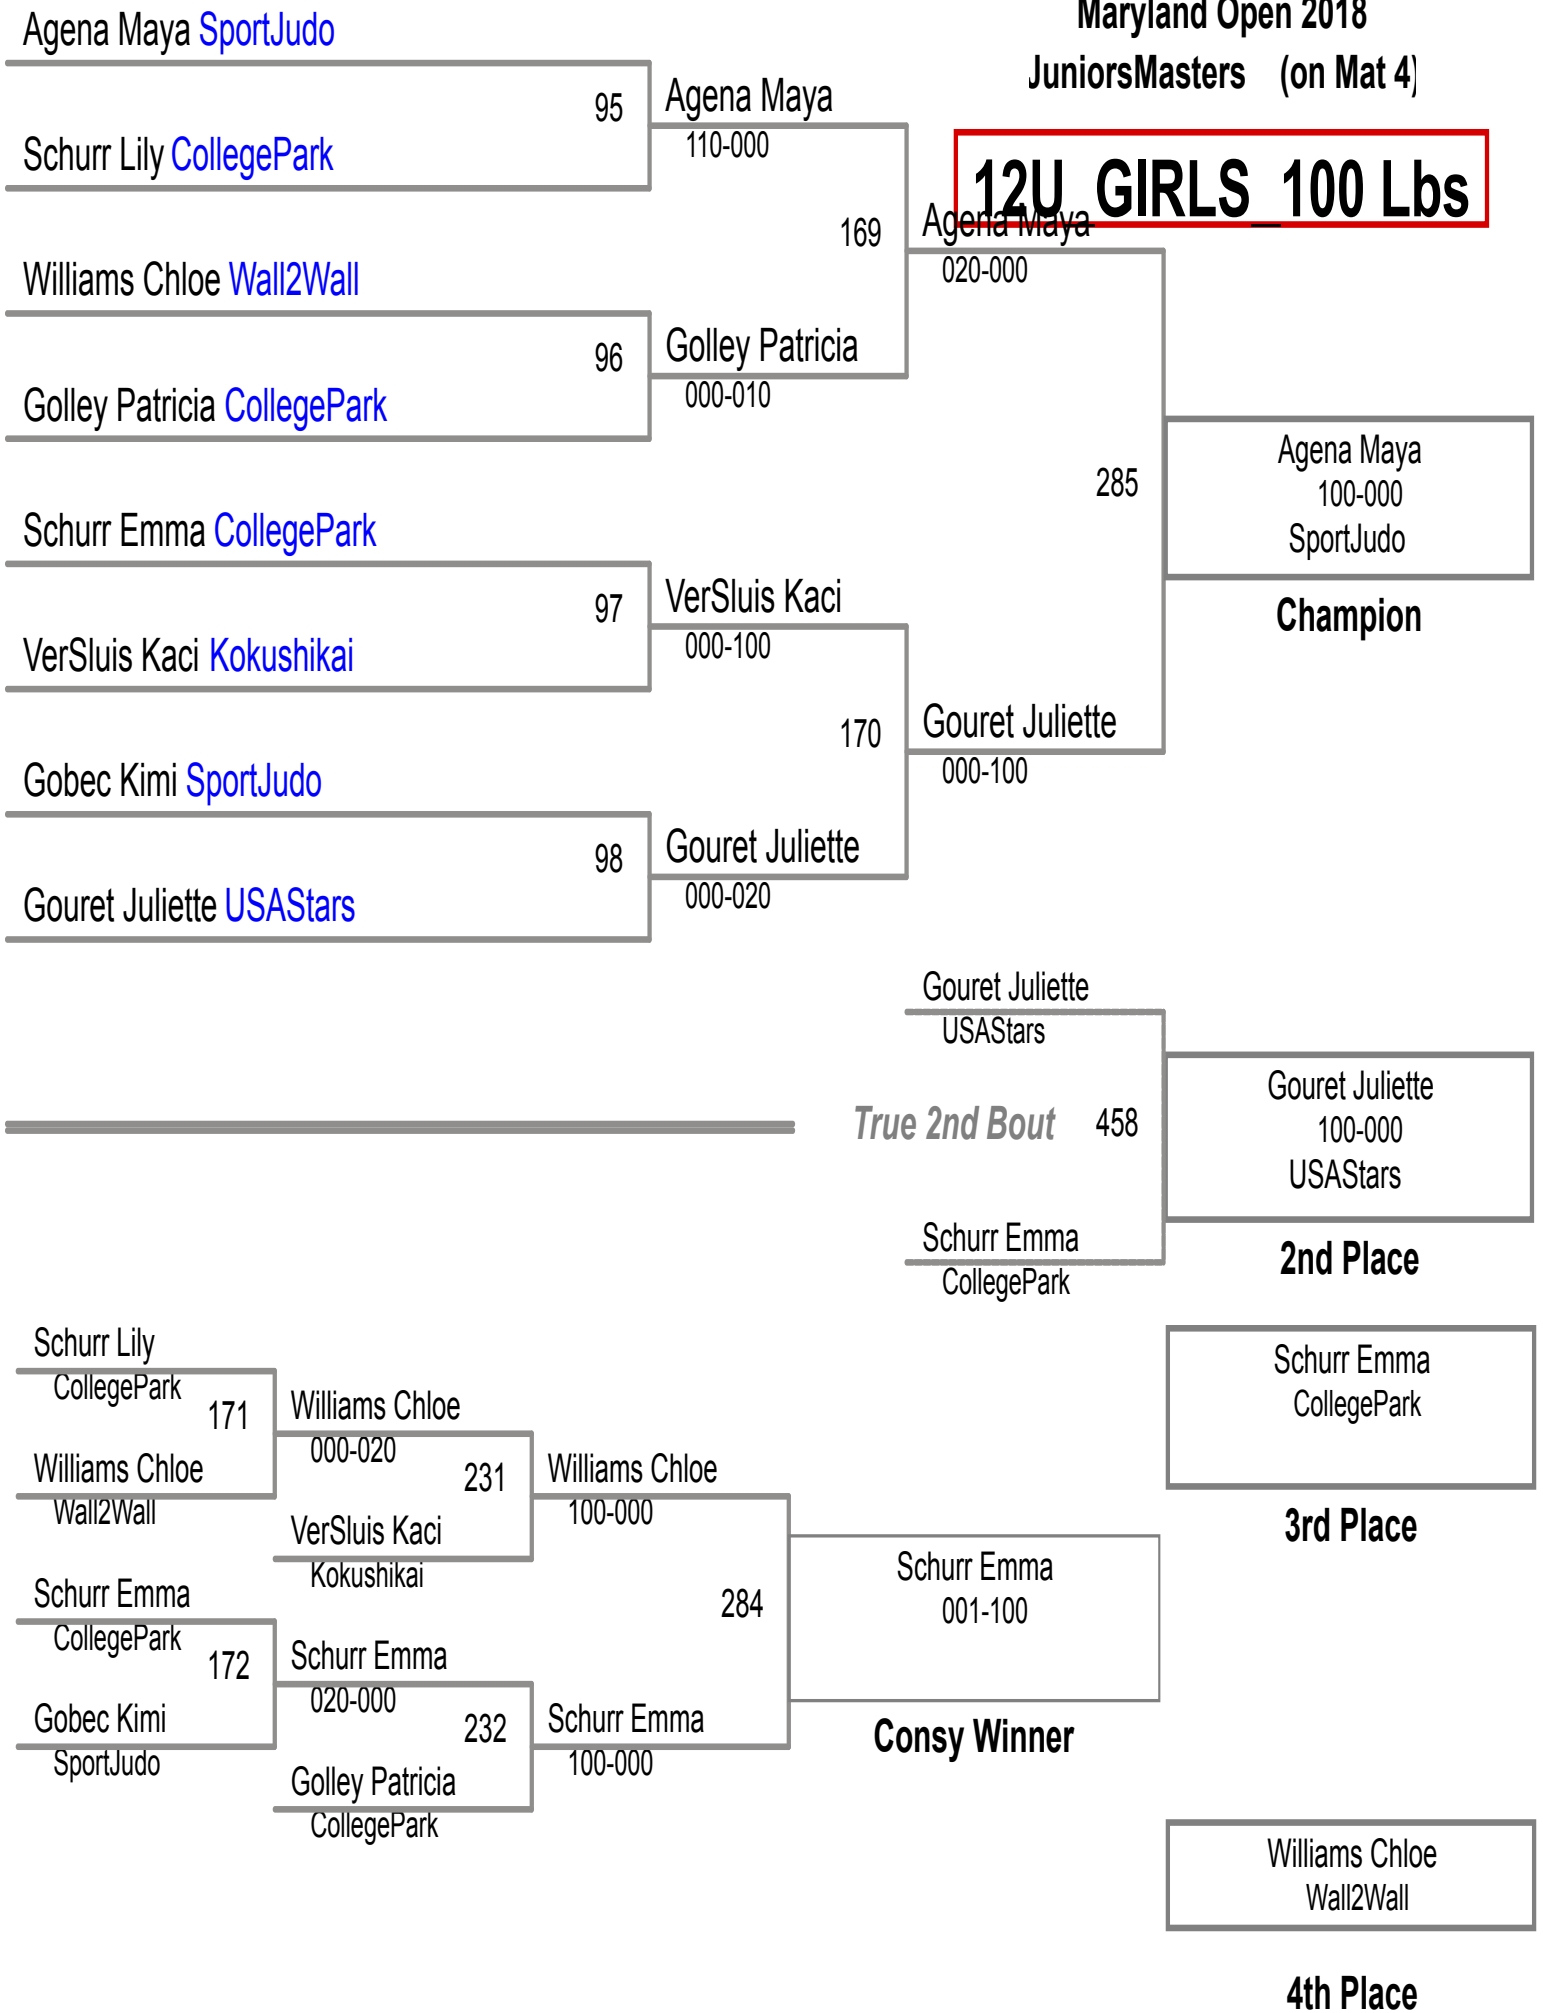 Maryland Open 2018
JuniorsMasters (on Mat 4)
12U_GIRLS_100 Lbs
Agena Maya SportJudo
95
Schurr Lily CollegePark
Agena Maya
110-000
Williams Chloe Wall2Wall
96
Golley Patricia CollegePark
Golley Patricia
000-010
169
Agena Maya
020-000
Schurr Emma CollegePark
97
VerSluis Kaci Kokushikai
VerSluis Kaci
000-100
Gobec Kimi SportJudo
98
Gouret Juliette USAStars
Gouret Juliette
000-020
170
Gouret Juliette
000-100
285
Agena Maya
100-000
SportJudo
Champion
Gouret Juliette
USAStars
True 2nd Bout 458
Schurr Emma
CollegePark
Gouret Juliette
100-000
USAStars
2nd Place
Schurr Lily
CollegePark
171
Williams Chloe
Wall2Wall
Williams Chloe
000-020
231
VerSluis Kaci
Kokushikai
Williams Chloe
100-000
Schurr Emma
CollegePark
172
Gobec Kimi
SportJudo
Schurr Emma
020-000
232
Golley Patricia
CollegePark
Schurr Emma
100-000
284
Schurr Emma
001-100
Consy Winner
Schurr Emma
CollegePark
3rd Place
Williams Chloe
Wall2Wall
4th Place